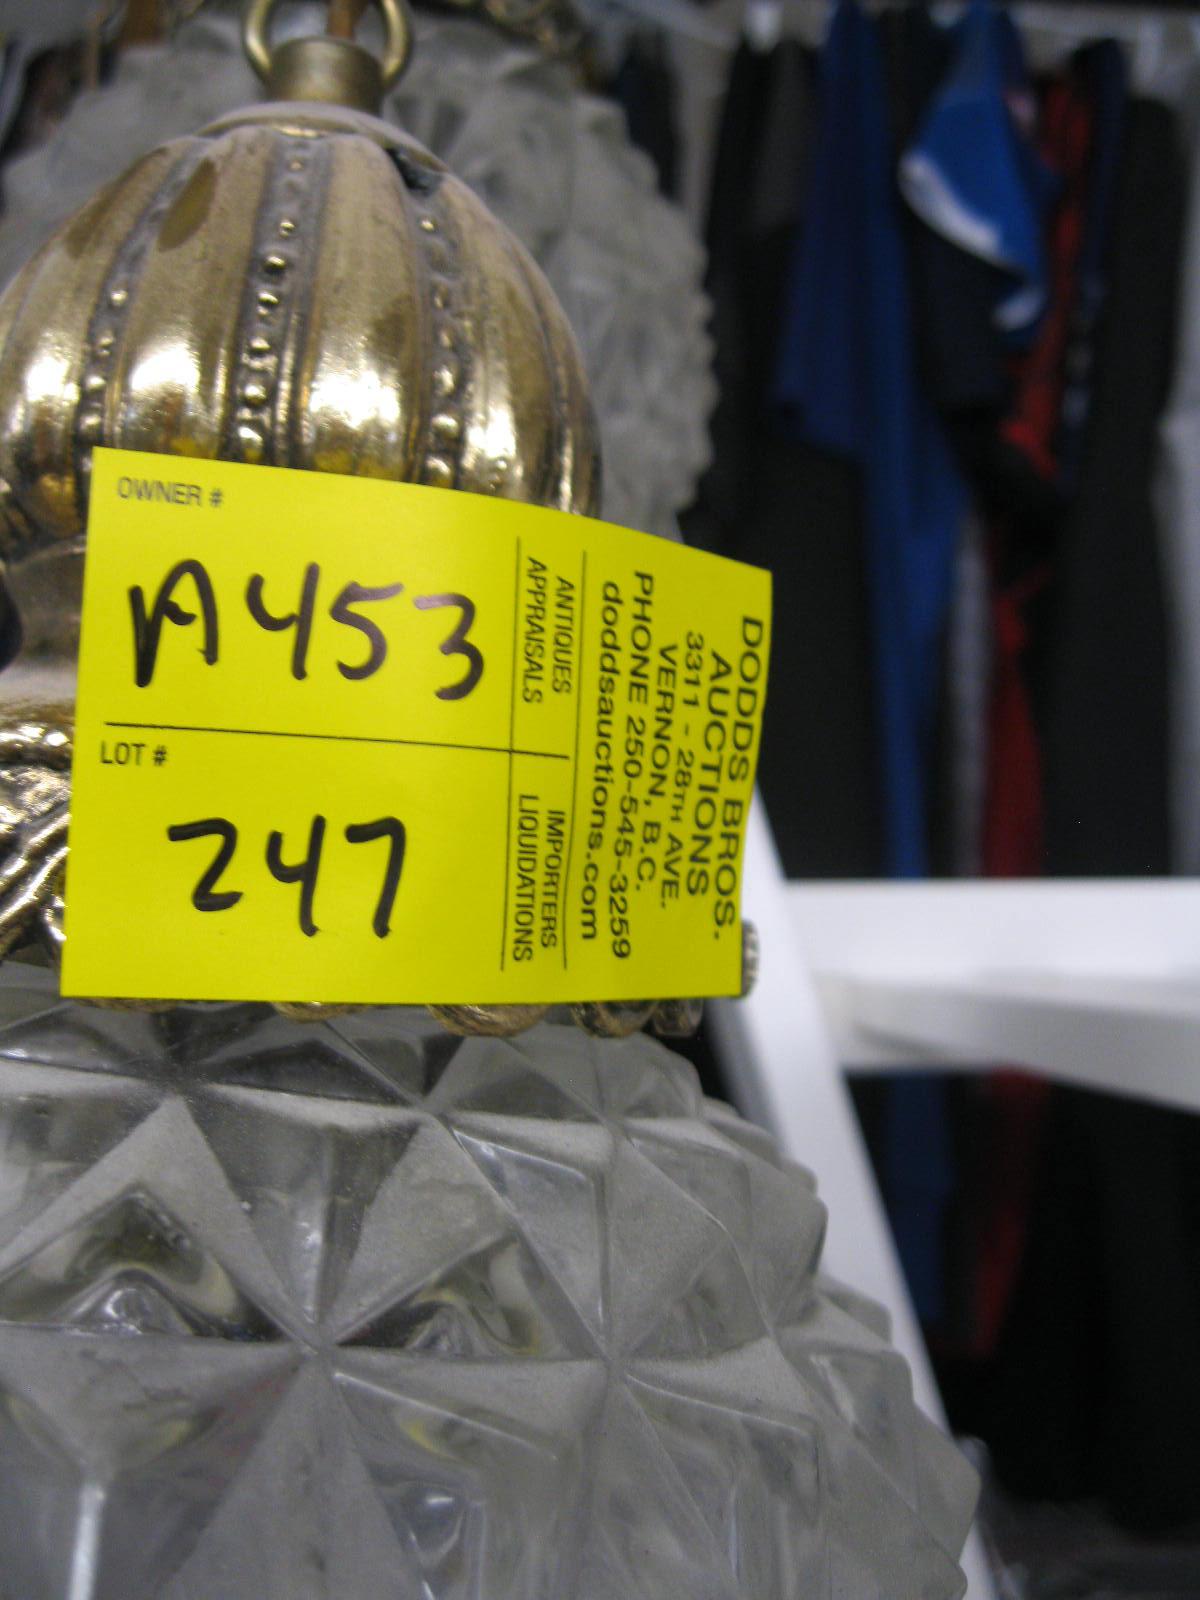 OWNER #
A453
LOT #
247
ANTIQUES
APPRAISALS
IMPORTERS
LIQUIDATIONS
DODDS BROS.
AUCTIONS
3311 - 28TH AVE.
VERNON, B.C.
PHONE 250-545-3259
doddsauctions.com